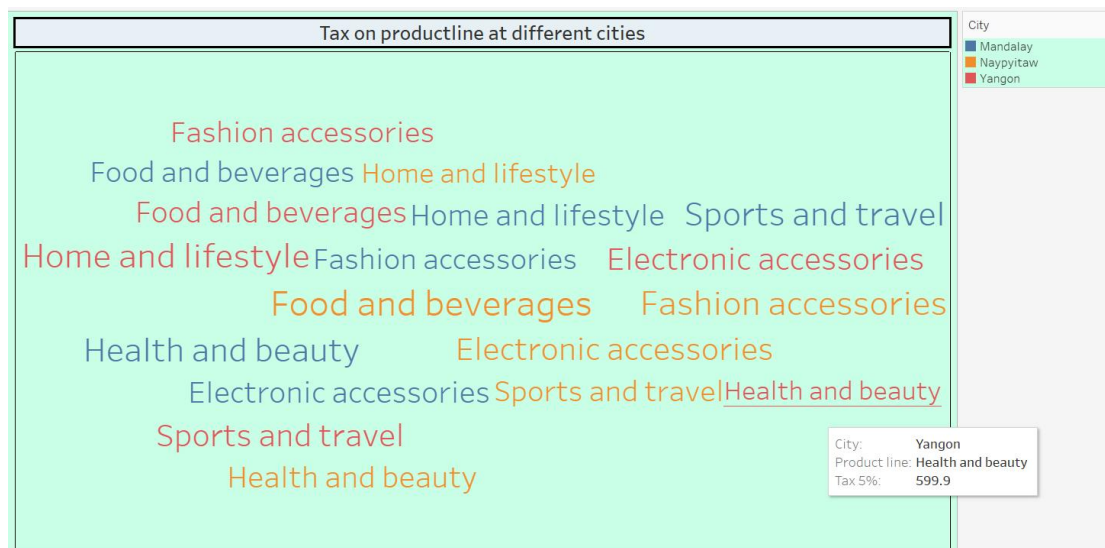 Tax on productline at different cities
City
Mandalay
Naypyitaw
Yangon
Fashion accessories
Food and beverages Home and lifestyle
Food and beverages Home and lifestyle Sports and travel
Home and lifestyle Fashion accessories Electronic accessories
Food and beverages Fashion accessories
Health and beauty Electronic accessories
Electronic accessories Sports and travel Health and beauty
Sports and travel
Health and beauty
City: Yangon
Product line: Health and beauty
Tax 5%: 599.9